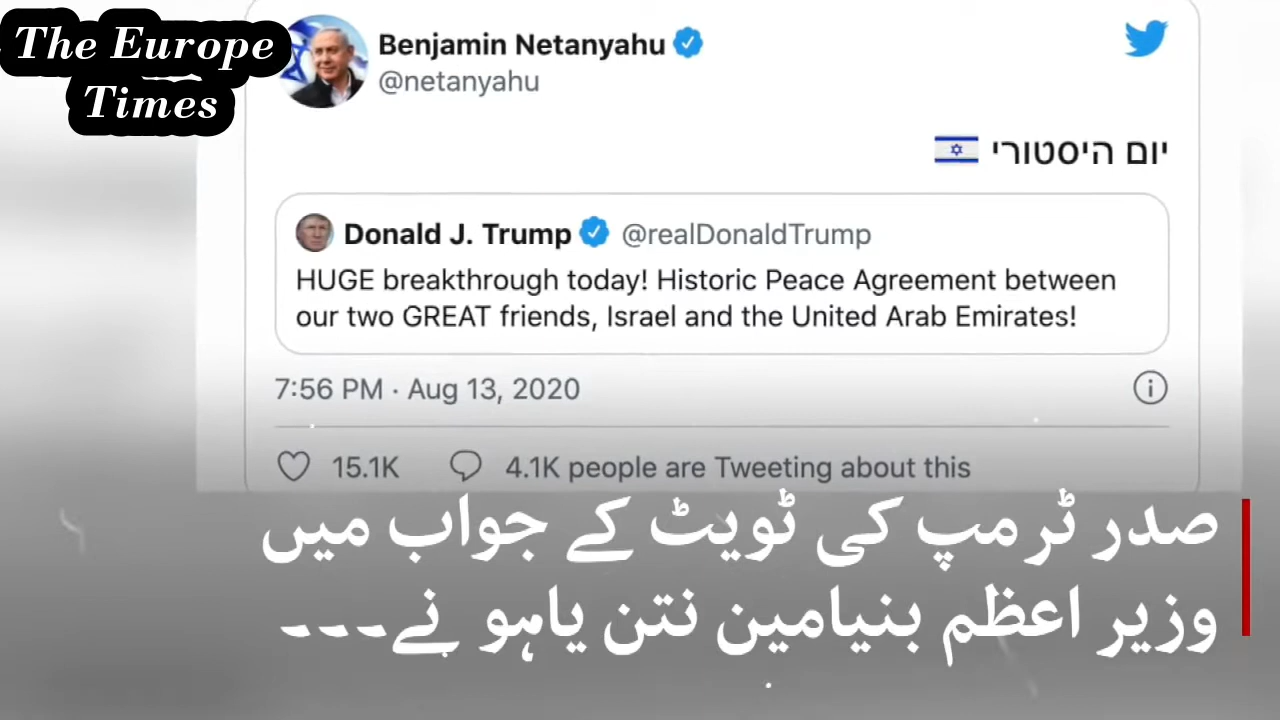 The Europe
Times
Benjamin Netanyahu
@netanyahu
יום היסטורי 🇮🇱
Donald J. Trump @realDonaldTrump
HUGE breakthrough today! Historic Peace Agreement between
our two GREAT friends, Israel and the United Arab Emirates!
7:56 PM · Aug 13, 2020
15.1K 4.1K people are Tweeting about this
صدر ٹرمپ کی ٹویٹ کے جواب میں
وزیر اعظم بنیامین نتن یاہو نے۔۔۔